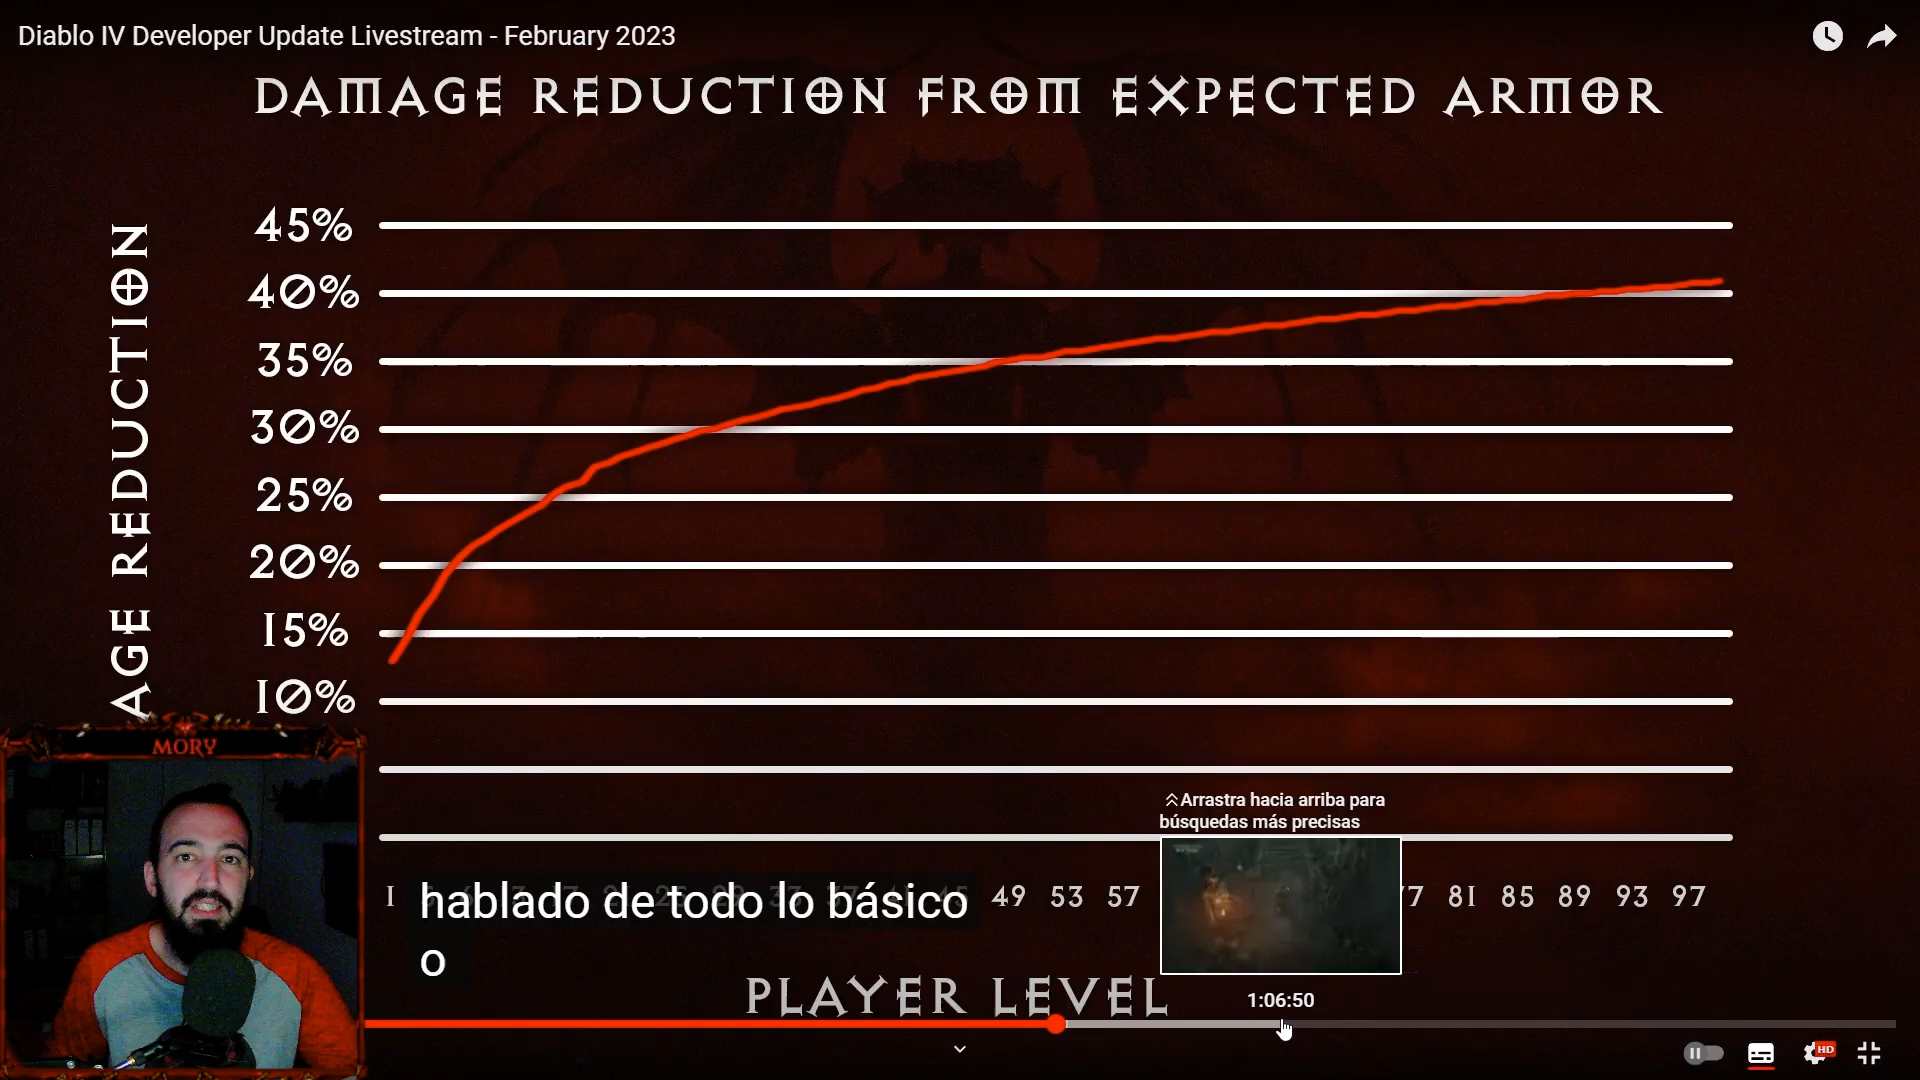 Diablo IV Developer Update Livestream - February 2023
DAMAGE REDUCTION FROM EXPECTED ARMOR
45%
40%
35%
30%
25%
20%
15%
10%
AGE REDUCTION
MORY
Arrastra hacia arriba para
búsquedas más precisas
1 49 53 57 81 85 89 93 97
hablado de todo lo básico
o
PLAYER LEVEL
1:06:50
HD